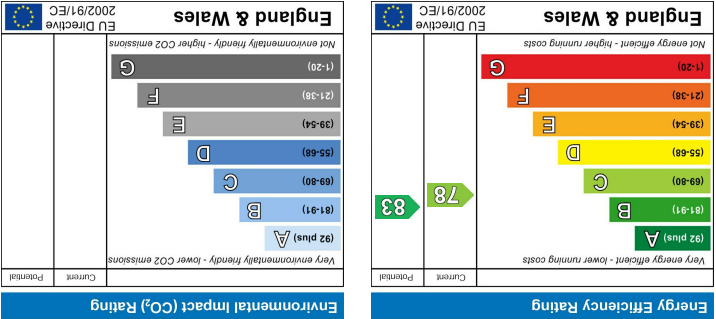 Energy Efficiency Rating
Current
Potential
Very energy efficient - lower running costs
(92 plus) A
(81-91) B
(69-80) C
(55-68) D
(39-54) E
(21-38) F
(1-20) G
78
83
Not energy efficient - higher running costs
England & Wales
EU Directive
2002/91/EC
Environmental Impact (CO₂) Rating
Current
Potential
Very environmentally friendly - lower CO2 emissions
(92 plus) A
(81-91) B
(69-80) C
(55-68) D
(39-54) E
(21-38) F
(1-20) G
Not environmentally friendly - higher CO2 emissions
England & Wales
EU Directive
2002/91/EC